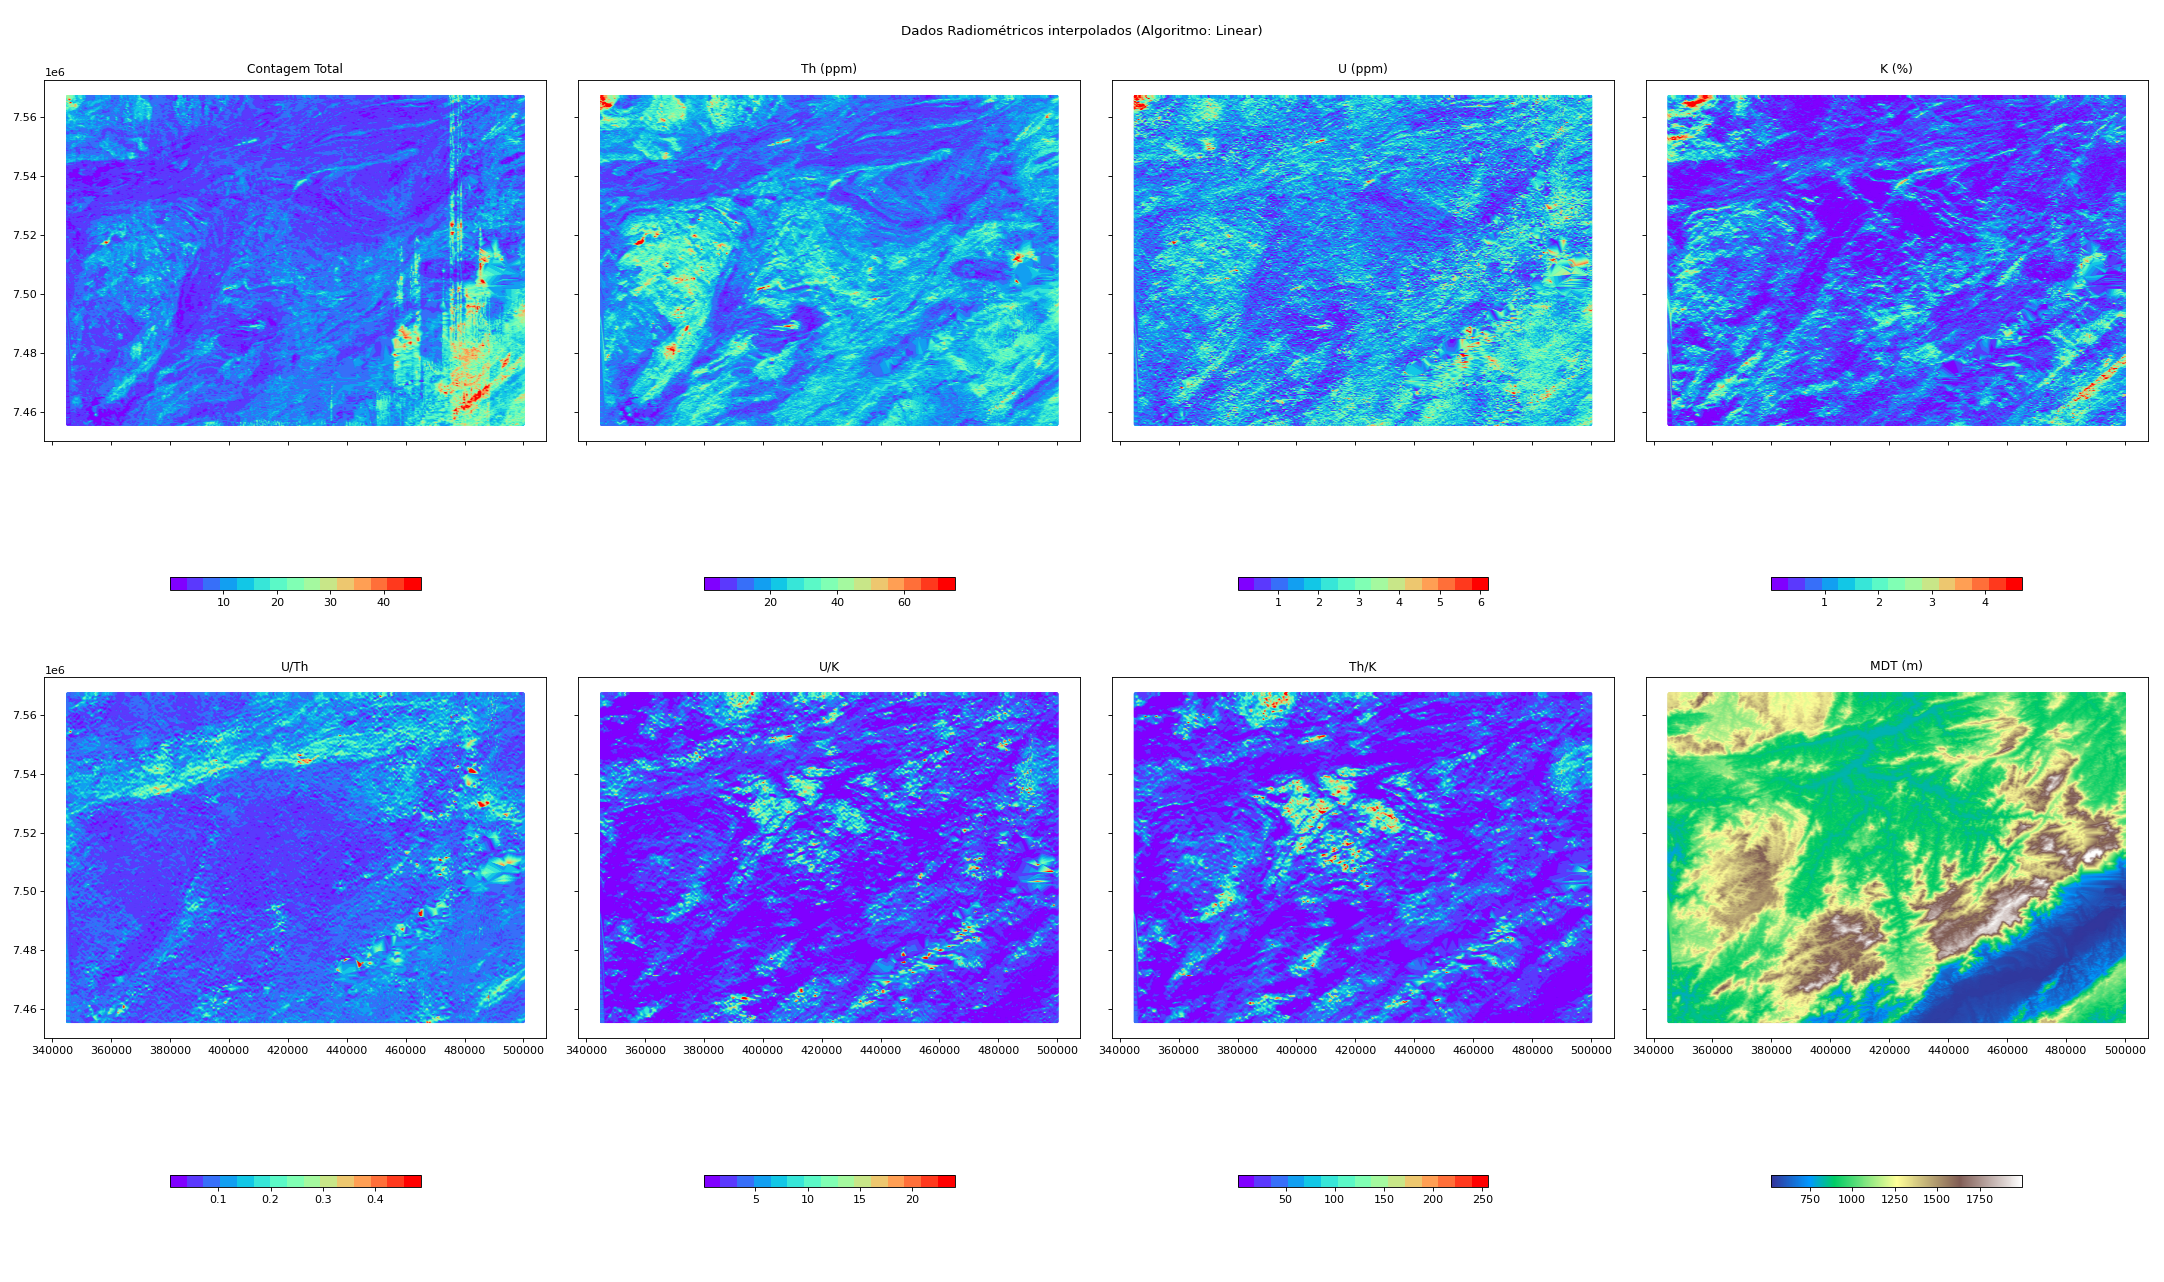 Dados Radiométricos interpolados (Algoritmo: Linear)
Contagem Total
Th (ppm)
U (ppm)
K (%)
1e6
7.56
7.54
7.52
7.50
7.48
7.46
10 20 30 40
20 40 60
1 2 3 4 5 6
1 2 3 4
U/Th
U/K
Th/K
MDT (m)
1e6
7.56
7.54
7.52
7.50
7.48
7.46
340000 360000 380000 400000 420000 440000 460000 480000 500000
340000 360000 380000 400000 420000 440000 460000 480000 500000
340000 360000 380000 400000 420000 440000 460000 480000 500000
340000 360000 380000 400000 420000 440000 460000 480000 500000
0.1 0.2 0.3 0.4
5 10 15 20
50 100 150 200 250
750 1000 1250 1500 1750